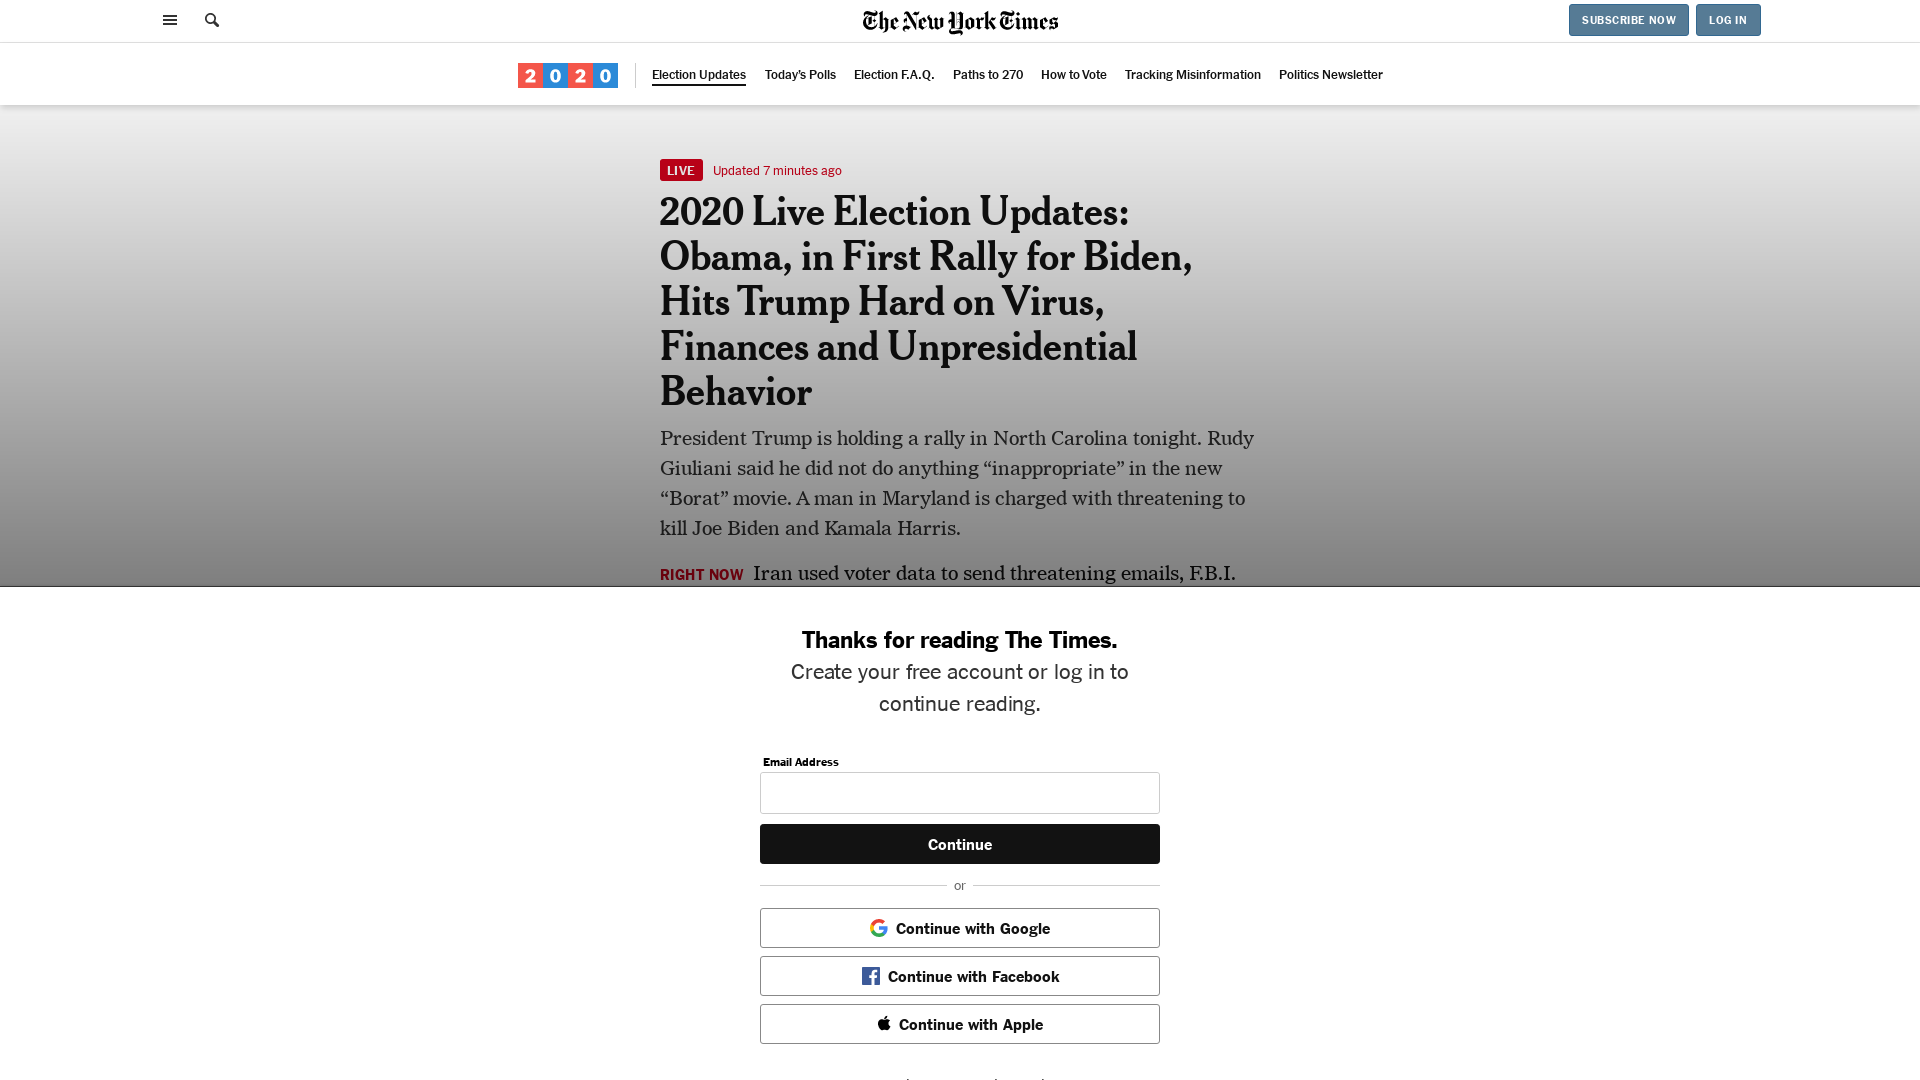 The New York Times
SUBSCRIBE NOW
LOG IN
2020
Election Updates
Today's Polls
Election F.A.Q.
Paths to 270
How to Vote
Tracking Misinformation
Politics Newsletter
LIVE
Updated 7 minutes ago
2020 Live Election Updates:
Obama, in First Rally for Biden,
Hits Trump Hard on Virus,
Finances and Unpresidential
Behavior
President Trump is holding a rally in North Carolina tonight. Rudy
Giuliani said he did not do anything “inappropriate” in the new
“Borat” movie. A man in Maryland is charged with threatening to
kill Joe Biden and Kamala Harris.
RIGHT NOW Iran used voter data to send threatening emails, F.B.I.
Thanks for reading The Times.
Create your free account or log in to
continue reading.
Email Address
Continue
or
Continue with Google
Continue with Facebook
Continue with Apple